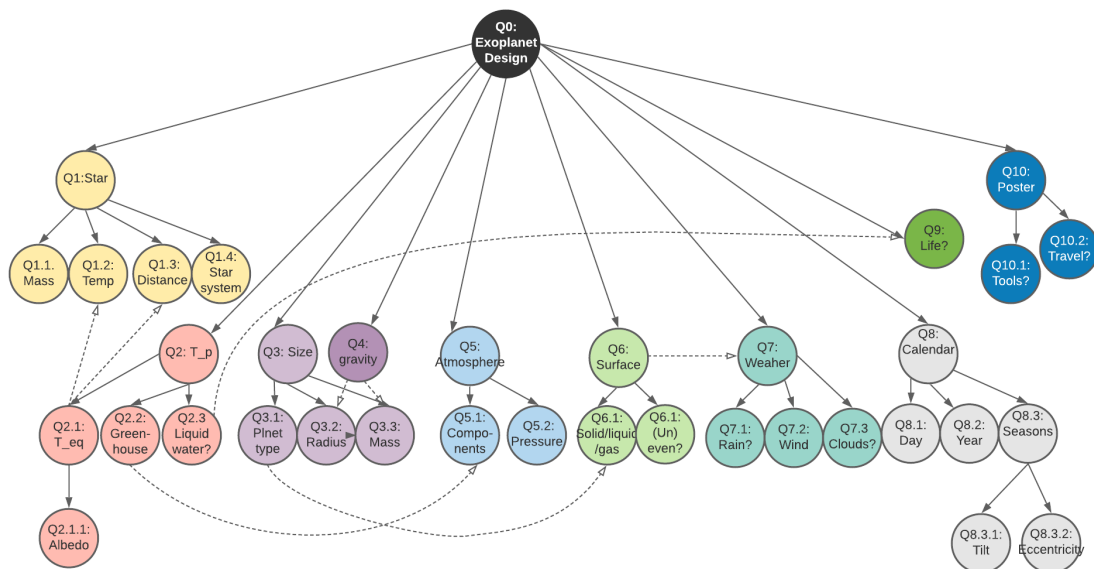 Q0:
Exoplanet
Design
Q1:Star
Q10:
Poster
Q1.1.
Mass
Q1.2:
Temp
Q1.3:
Distance
Q1.4:
Star
system
Q9:
Life?
Q10.1:
Tools?
Q10.2:
Travel?
Q2: T_p
Q3: Size
Q4:
gravity
Q5:
Atmosphere
Q6:
Surface
Q7:
Weaher
Q8:
Calendar
Q2.1:
T_eq
Q2.2:
Green-
house
Q2.3
Liquid
water?
Q3.1:
Plnet
type
Q3.2:
Radius
Q3.3:
Mass
Q5.1:
Compo-
nents
Q5.2:
Pressure
Q6.1:
Solid/liquid
/gas
Q6.1:
(Un)
even?
Q7.1:
Rain?
Q7.2:
Wind
Q7.3
Clouds?
Q8.1:
Day
Q8.2:
Year
Q8.3:
Seasons
Q2.1.1:
Albedo
Q8.3.1:
Tilt
Q8.3.2:
Eccentricity